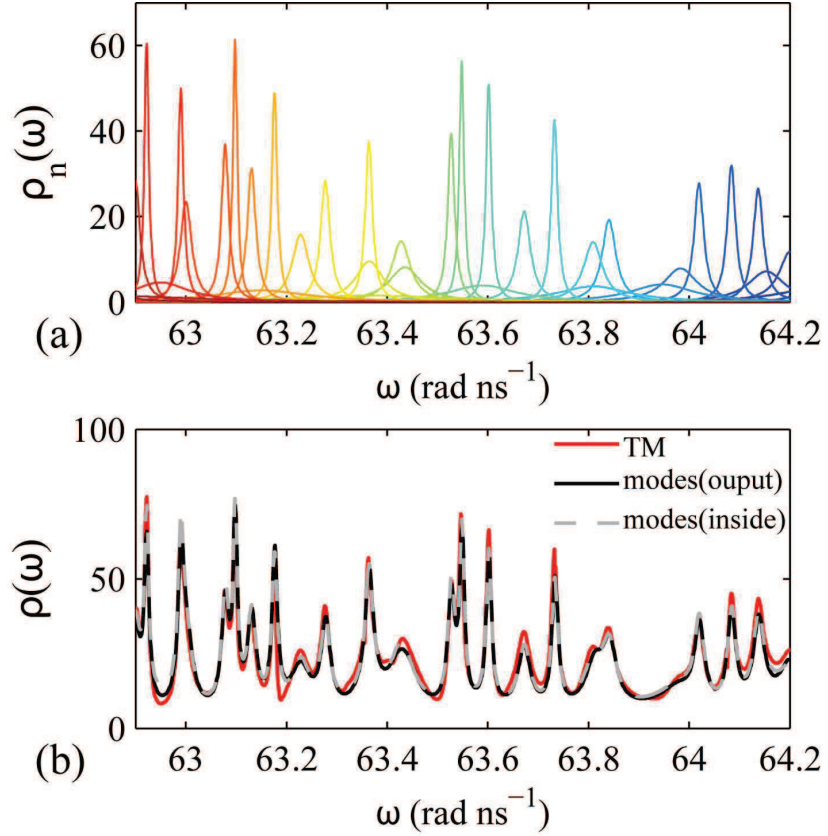 60
40
20
0
ρn(ω)
63 63.2 63.4 63.6 63.8 64 64.2
(a)
ω (rad ns⁻¹)
100
50
0
ρ(ω)
TM
modes(ouput)
modes(inside)
63 63.2 63.4 63.6 63.8 64 64.2
(b)
ω (rad ns⁻¹)